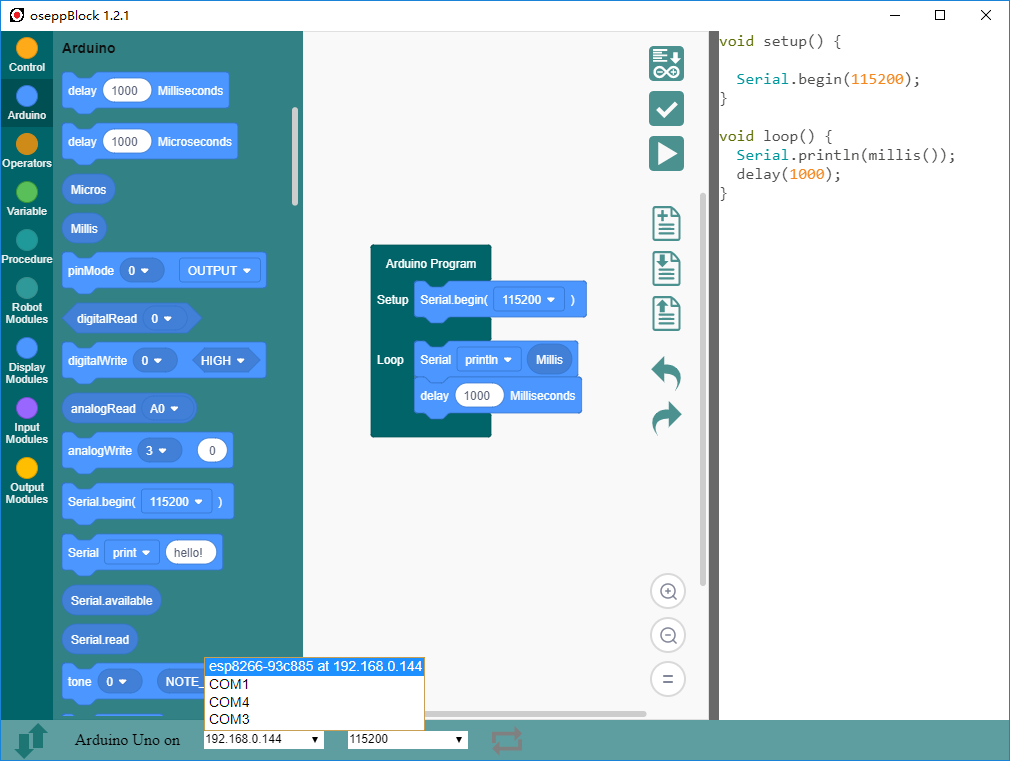 oseppBlock 1.2.1
Control
Arduino
Operators
Variable
Procedure
Robot
Modules
Display
Modules
Input
Modules
Output
Modules
Arduino
delay 1000 Milliseconds
delay 1000 Microseconds
Micros
Millis
pinMode 0 OUTPUT
digitalRead 0
digitalWrite 0 HIGH
analogRead A0
analogWrite 3 0
Serial.begin( 115200 )
Serial print hello!
Serial.available
Serial.read
tone 0 NOTE_
Arduino Program
Setup Serial.begin( 115200 )
Loop Serial println Millis
delay 1000 Milliseconds
void setup() {
Serial.begin(115200);
}
void loop() {
Serial.println(millis());
delay(1000);
}
esp8266-93c885 at 192.168.0.144
COM1
COM4
COM3
Arduino Uno on 192.168.0.144 115200